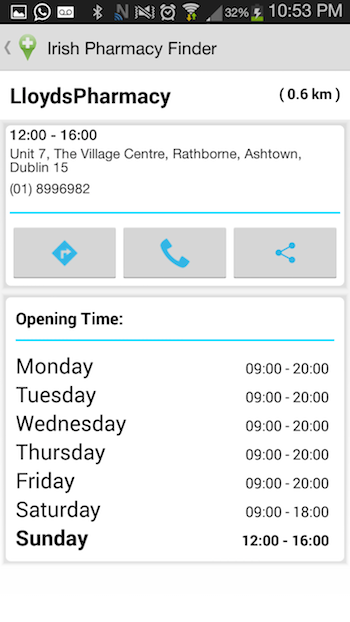 32% 10:53 PM
Irish Pharmacy Finder
LloydsPharmacy ( 0.6 km )
12:00 - 16:00
Unit 7, The Village Centre, Rathborne, Ashtown,
Dublin 15
(01) 8996982
Opening Time:
Monday 09:00 - 20:00
Tuesday 09:00 - 20:00
Wednesday 09:00 - 20:00
Thursday 09:00 - 20:00
Friday 09:00 - 20:00
Saturday 09:00 - 18:00
Sunday 12:00 - 16:00